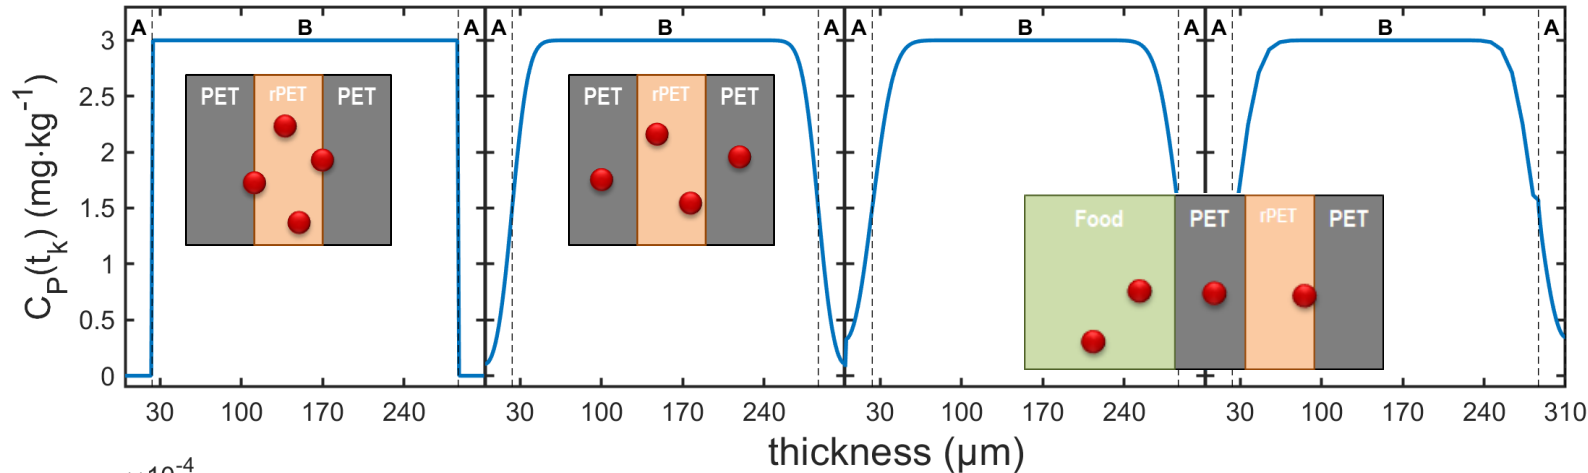 A B A A B A A B A A B A
3
2.5
2
1.5
1
0.5
0
C_P(t_k) (mg·kg^-1)
PET rPET PET
PET rPET PET
Food PET rPET PET
30 100 170 240 30 100 170 240 30 100 170 240 30 100 170 240 310
thickness (μm)
×10^-4